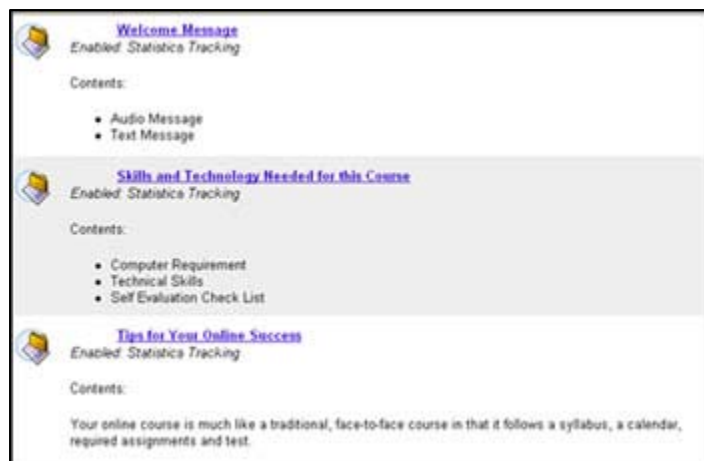 Welcome Message
Enabled: Statistics Tracking
Contents:
• Audio Message
• Text Message
Skills and Technology Needed for this Course
Enabled: Statistics Tracking
Contents:
• Computer Requirement
• Technical Skills
• Self Evaluation Check List
Tips for Your Online Success
Enabled: Statistics Tracking
Contents:
Your online course is much like a traditional, face-to-face course in that it follows a syllabus, a calendar,
required assignments and test.